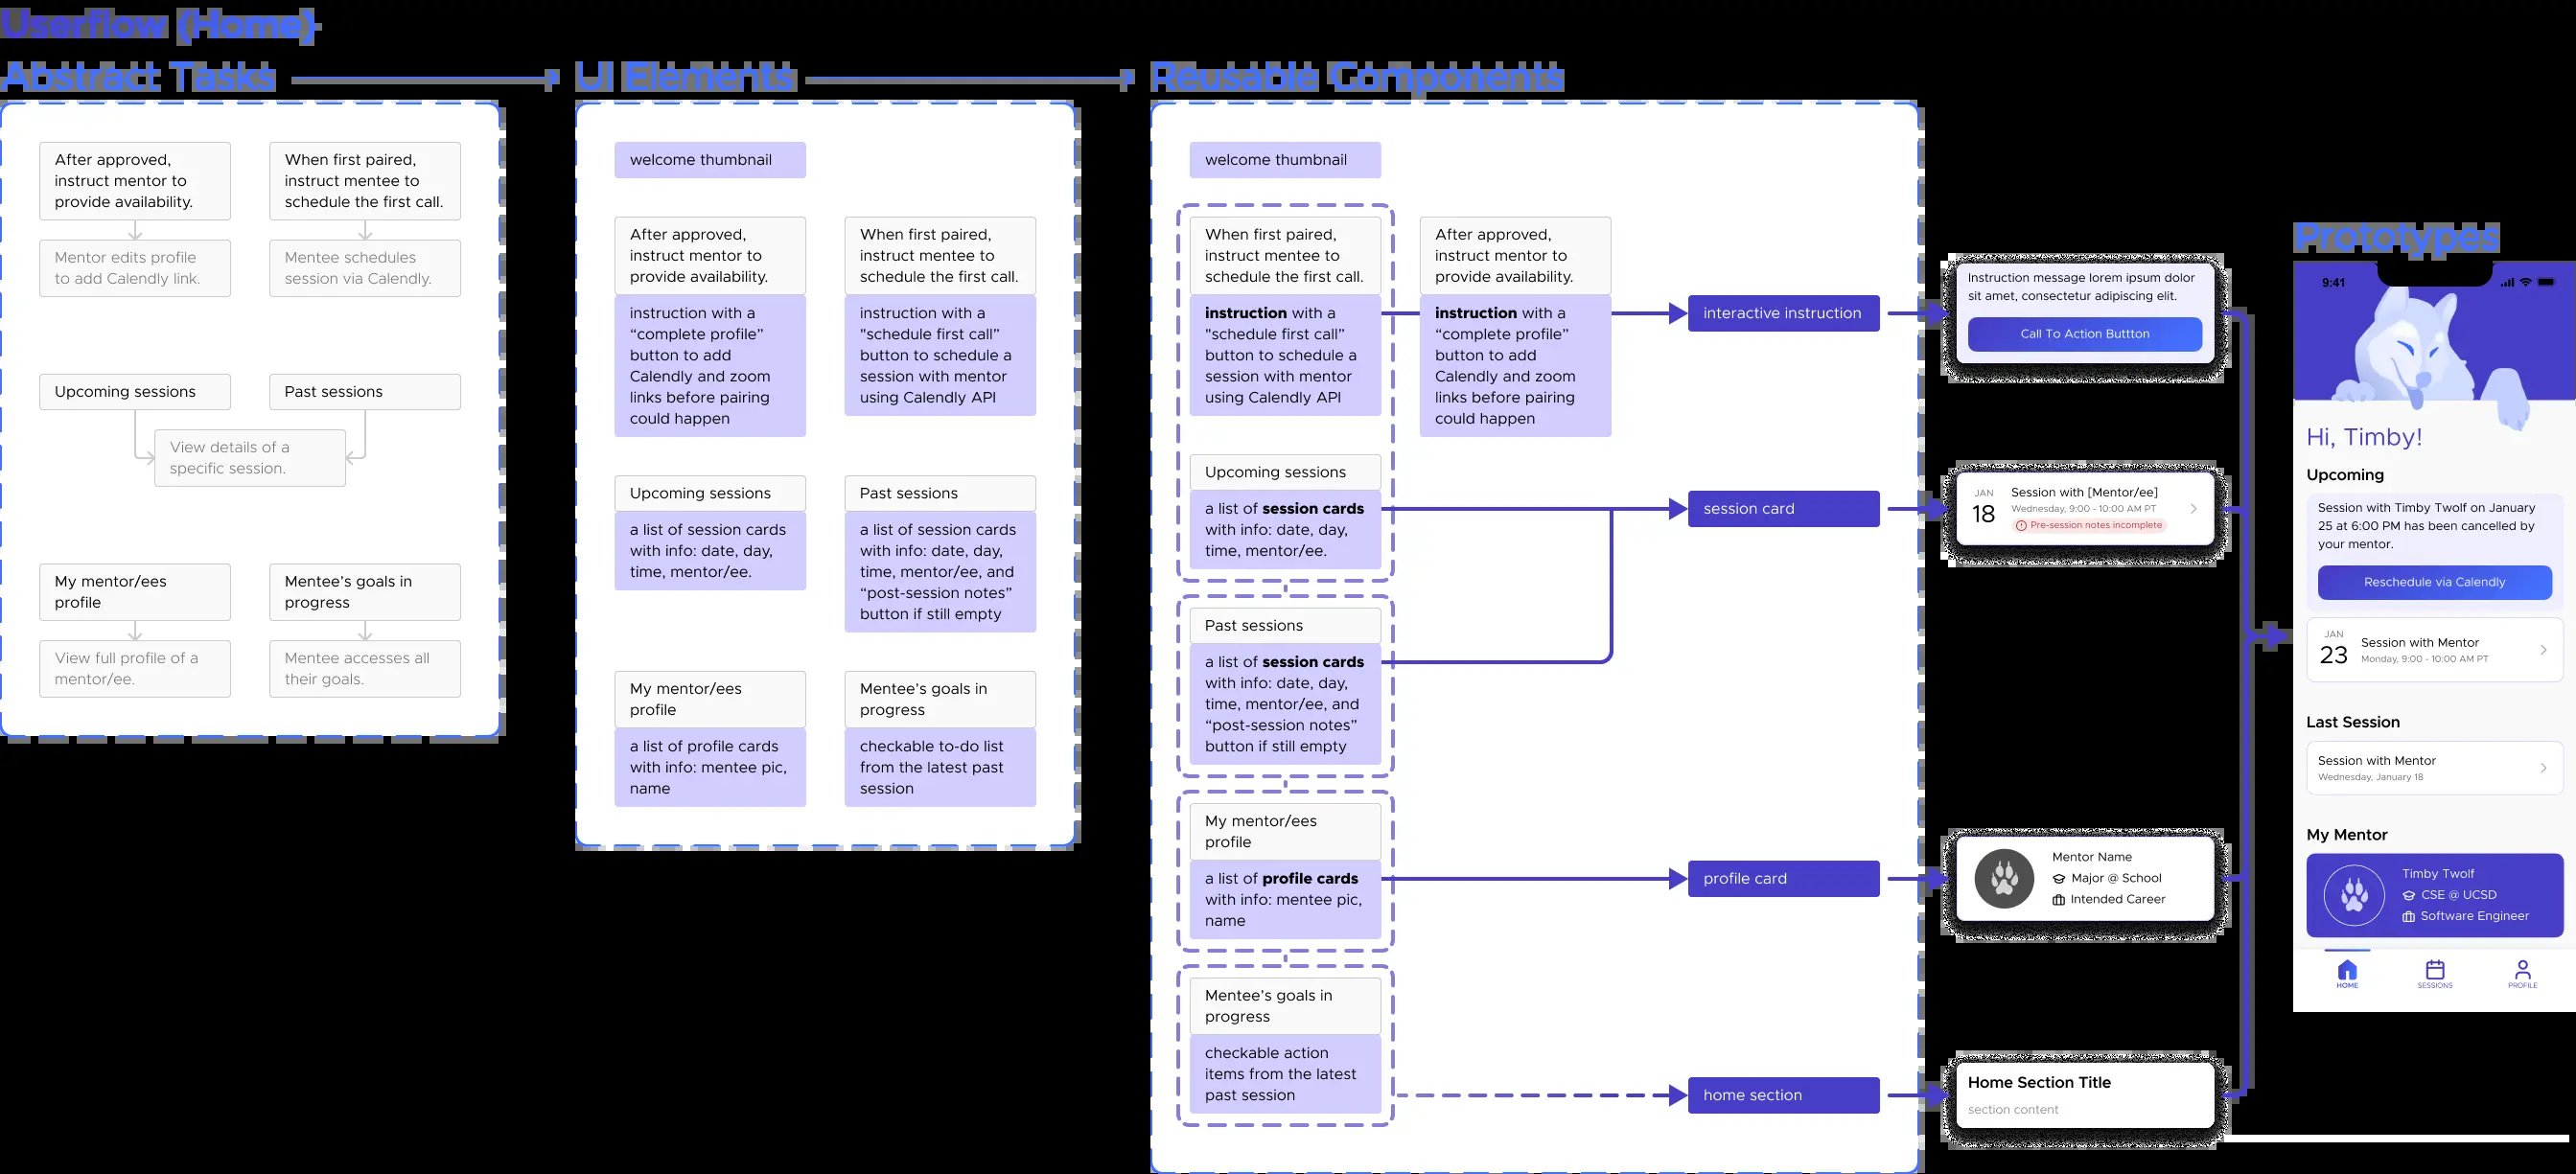 Userflow (Home)
Abstract Tasks
UI Elements
Reusable Components
After approved,
instruct mentor to
provide availability.
When first paired,
instruct mentee to
schedule the first call.
Mentor edits profile
to add Calendly link.
Mentee schedules
session via Calendly.
Upcoming sessions
Past sessions
View details of a
specific session.
My mentor/ees
profile
Mentee's goals in
progress
View full profile of a
mentor/ee.
Mentee accesses all
their goals.
welcome thumbnail
After approved,
instruct mentor to
provide availability.
instruction with a
“complete profile”
button to add
Calendly and zoom
links before pairing
could happen
When first paired,
instruct mentee to
schedule the first call.
instruction with a
"schedule first call”
button to schedule a
session with mentor
using Calendly API
Upcoming sessions
a list of session cards
with info: date, day,
time, mentor/ee.
Past sessions
a list of session cards
with info: date, day,
time, mentor/ee, and
“post-session notes”
button if still empty
My mentor/ees
profile
a list of profile cards
with info: mentee pic,
name
Mentee’s goals in
progress
checkable to-do list
from the latest past
session
welcome thumbnail
When first paired,
instruct mentee to
schedule the first call.
instruction with a
"schedule first call”
button to schedule a
session with mentor
using Calendly API
After approved,
instruct mentor to
provide availability.
instruction with a
“complete profile”
button to add
Calendly and zoom
links before pairing
could happen
Upcoming sessions
a list of session cards
with info: date, day,
time, mentor/ee.
Past sessions
a list of session cards
with info: date, day,
time, mentor/ee, and
“post-session notes”
button if still empty
My mentor/ees
profile
a list of profile cards
with info: mentee pic,
name
Mentee’s goals in
progress
checkable action
items from the latest
past session
interactive instruction
session card
profile card
home section
Instruction message lorem ipsum dolor
sit amet, consectetur adipiscing elit.
Call To Action Buttton
JAN
18
Session with [Mentor/ee]
Wednesday, 9:00 - 10:00 AM PT
Pre-session notes incomplete
Mentor Name
Major @ School
Intended Career
Home Section Title
section content
Prototypes
9:41
Hi, Timby!
Upcoming
Session with Timby Twolf on January
25 at 6:00 PM has been cancelled by
your mentor.
Reschedule via Calendly
JAN
23
Session with Mentor
Monday, 9:00 - 10:00 AM PT
Last Session
Session with Mentor
Wednesday, January 18
My Mentor
Timby Twolf
CSE @ UCSD
Software Engineer
HOME
SESSIONS
PROFILE